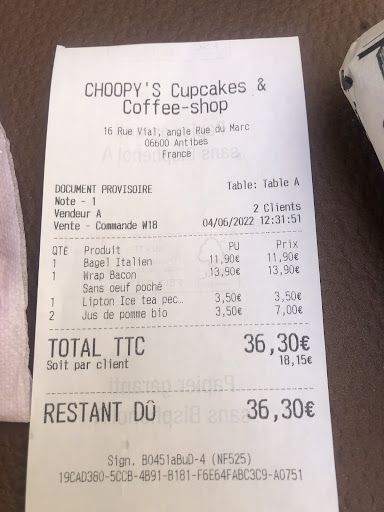 CHOOPY'S Cupcakes &
Coffee-shop
16 Rue Vial, angle Rue du Marc
06600 Antibes
France
DOCUMENT PROVISOIRE Table: Table A
Note - 1
Vendeur A 2 Clients
Vente - Commande W18 04/06/2022 12:31:51
QTÉ Produit PU Prix
1 Bagel Italien 11,90€ 11,90€
1 Wrap Bacon 13,90€ 13,90€
Sans oeuf poché
1 Lipton Ice tea pec… 3,50€ 3,50€
2 Jus de pomme bio 3,50€ 7,00€
TOTAL TTC 36,30€
Soit par client 18,15€
RESTANT DÛ 36,30€
Sign. B0451aBuD-4 (NF525)
19CAD380-5CCB-4B91-B181-F6E64FABC3C9-A0751